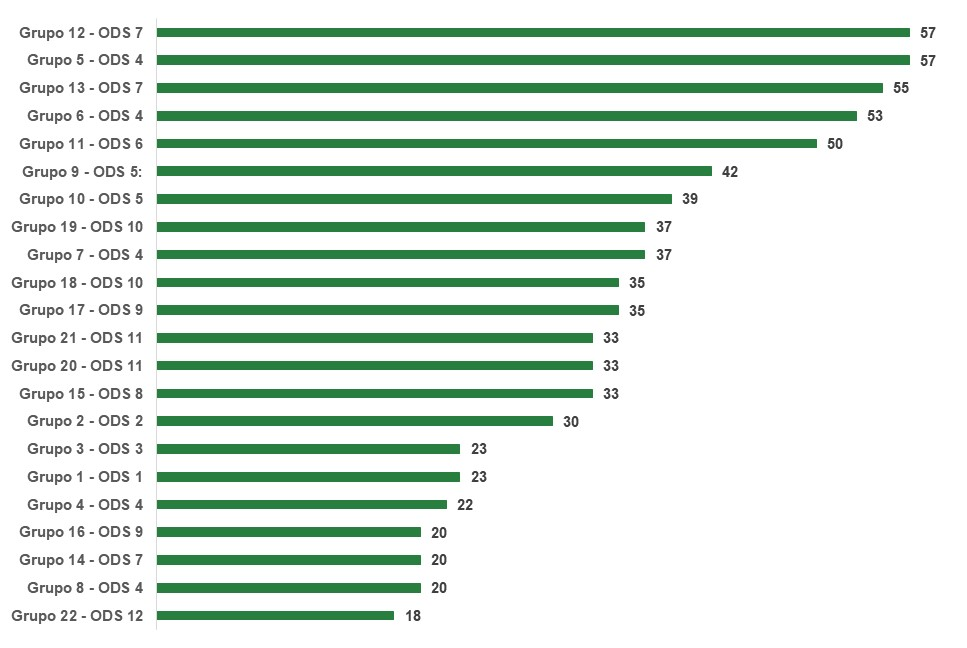 Grupo 12 - ODS 7 57
Grupo 5 - ODS 4 57
Grupo 13 - ODS 7 55
Grupo 6 - ODS 4 53
Grupo 11 - ODS 6 50
Grupo 9 - ODS 5: 42
Grupo 10 - ODS 5 39
Grupo 19 - ODS 10 37
Grupo 7 - ODS 4 37
Grupo 18 - ODS 10 35
Grupo 17 - ODS 9 35
Grupo 21 - ODS 11 33
Grupo 20 - ODS 11 33
Grupo 15 - ODS 8 33
Grupo 2 - ODS 2 30
Grupo 3 - ODS 3 23
Grupo 1 - ODS 1 23
Grupo 4 - ODS 4 22
Grupo 16 - ODS 9 20
Grupo 14 - ODS 7 20
Grupo 8 - ODS 4 20
Grupo 22 - ODS 12 18